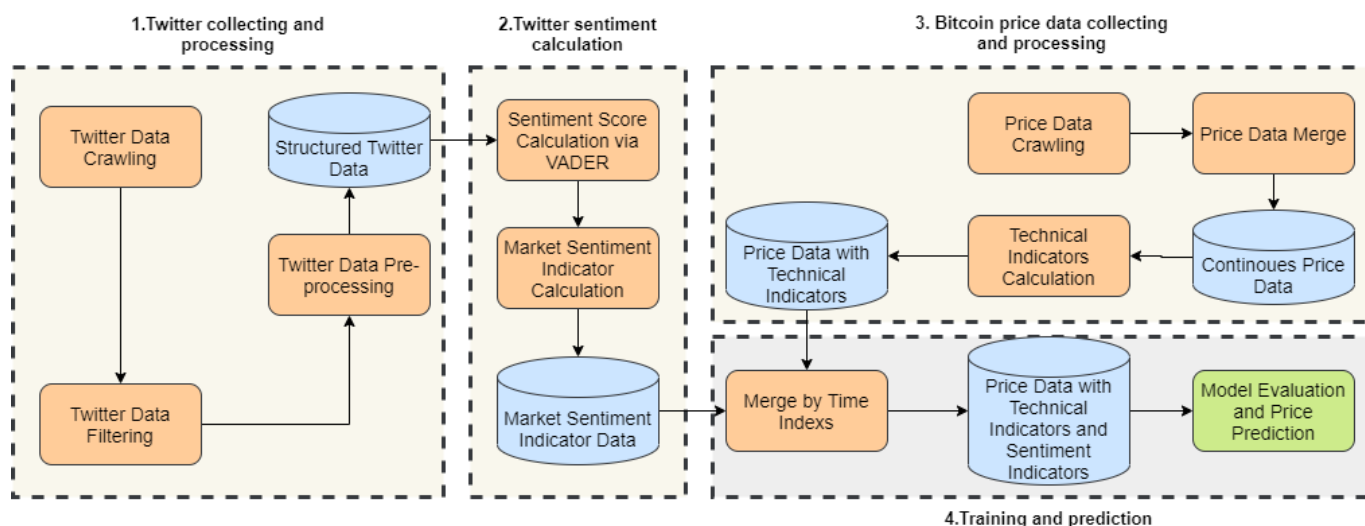 1.Twitter collecting and
processing
Twitter Data
Crawling
Structured Twitter
Data
Twitter Data Pre-
processing
Twitter Data
Filtering
2.Twitter sentiment
calculation
Sentiment Score
Calculation via
VADER
Market Sentiment
Indicator
Calculation
Market Sentiment
Indicator Data
3. Bitcoin price data collecting
and processing
Price Data
Crawling
Price Data Merge
Continoues Price
Data
Technical
Indicators
Calculation
Price Data with
Technical
Indicators
Merge by Time
Indexs
Price Data with
Technical
Indicators and
Sentiment
Indicators
Model Evaluation
and Price
Prediction
4.Training and prediction